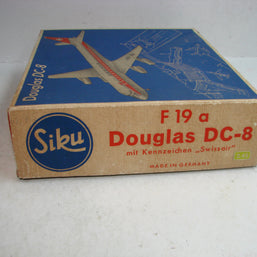 Douglas DC-8
Siku
F 19 a
Douglas DC-8
mit Kennzeichen „Swissair"
MADE IN GERMANY